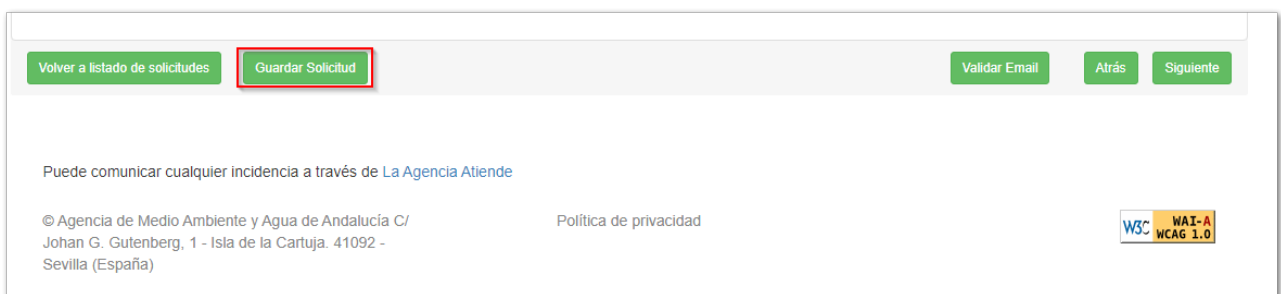 Volver a listado de solicitudes Guardar Solicitud Validar Email Atrás Siguiente
Puede comunicar cualquier incidencia a través de La Agencia Atiende
© Agencia de Medio Ambiente y Agua de Andalucía C/
Johan G. Gutenberg, 1 - Isla de la Cartuja. 41092 -
Sevilla (España)
Política de privacidad
W3C WAI-A
WCAG 1.0